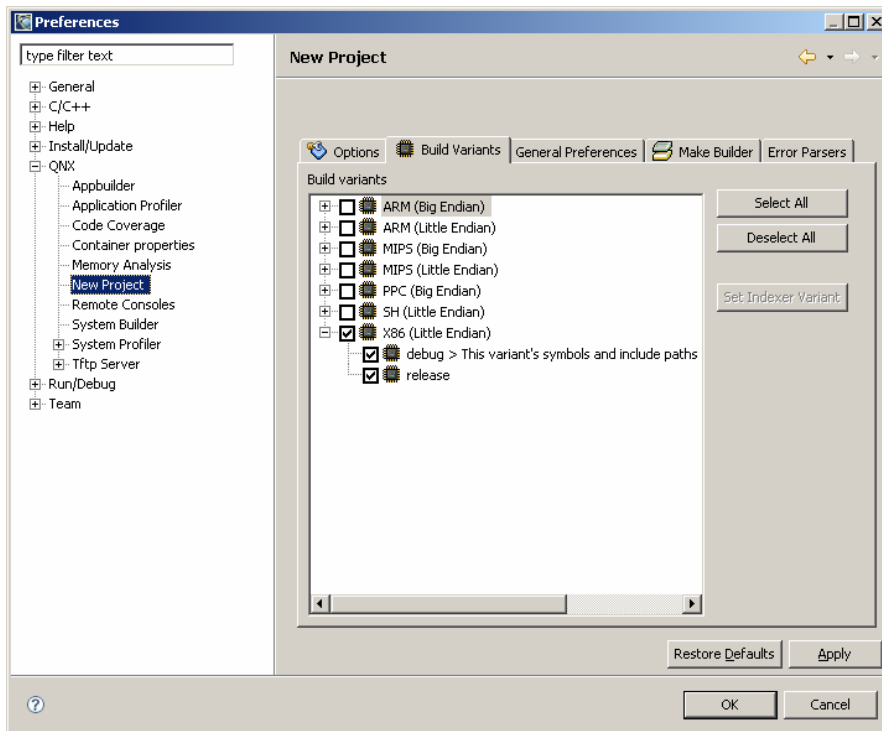 Preferences
type filter text
General
C/C++
Help
Install/Update
QNX
Appbuilder
Application Profiler
Code Coverage
Container properties
Memory Analysis
New Project
Remote Consoles
System Builder
System Profiler
Tftp Server
Run/Debug
Team
New Project
Options Build Variants General Preferences Make Builder Error Parsers
Build variants
ARM (Big Endian)
ARM (Little Endian)
MIPS (Big Endian)
MIPS (Little Endian)
PPC (Big Endian)
SH (Little Endian)
X86 (Little Endian)
debug > This variant's symbols and include paths
release
Select All
Deselect All
Set Indexer Variant
Restore Defaults Apply
? OK Cancel